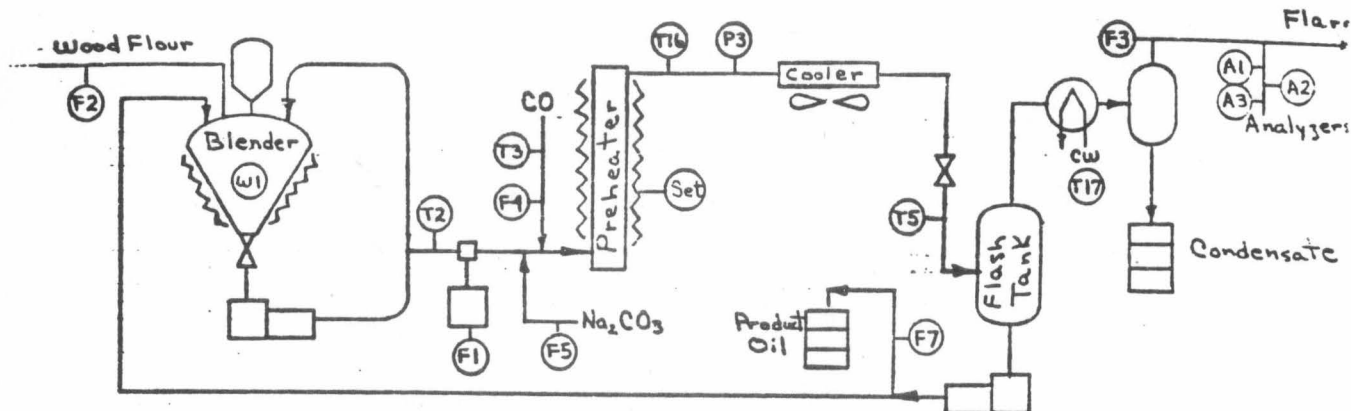 Wood Flour
F2
Blender
W1
T2
F1
CO
T3
F4
Na2CO3
F5
Preheater
Set
T16
P3
Cooler
T5
Flash
Tank
Product
Oil
F7
CW
T17
F3
Flare
A1
A2
A3
Analyzers
Condensate